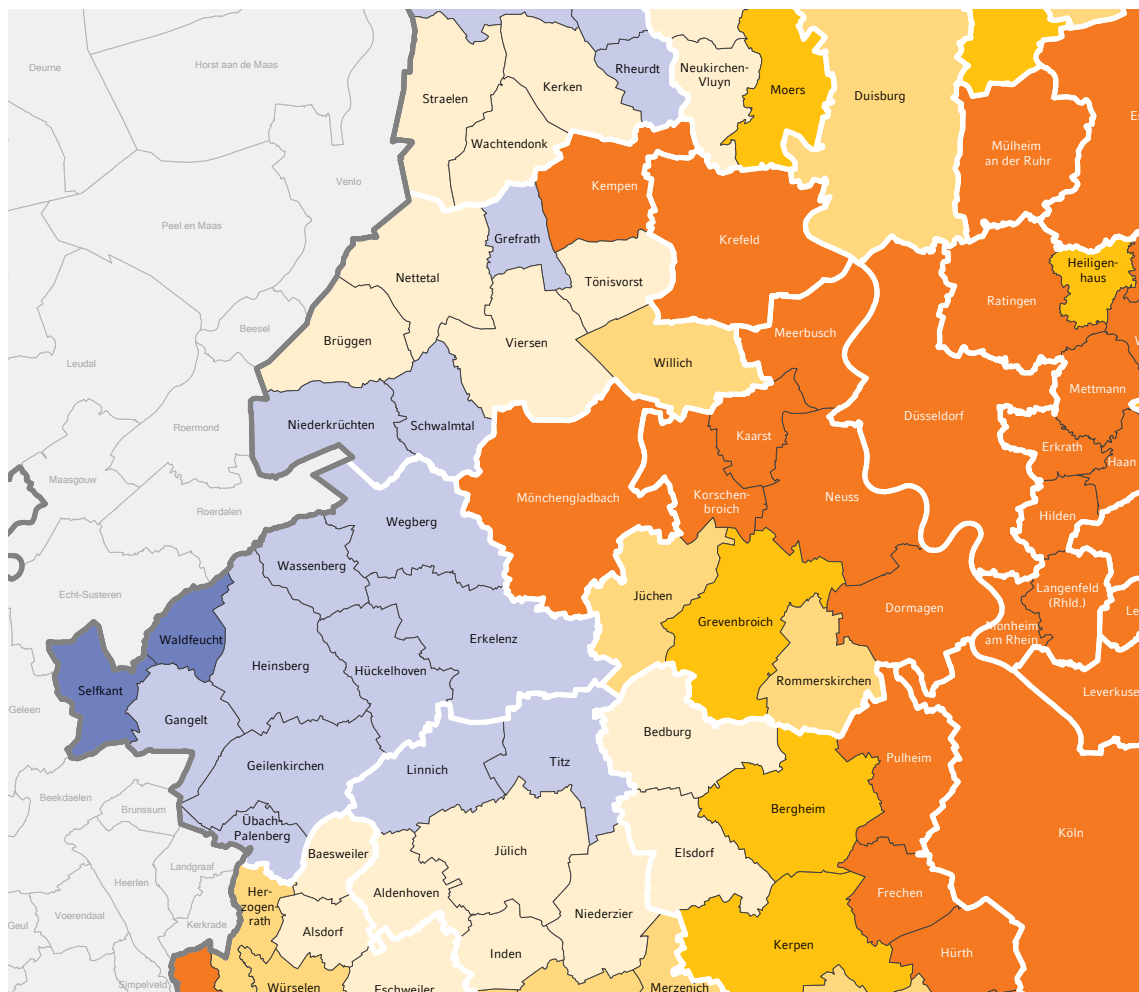 Deurne
Horst aan de Maas
Straelen
Kerken
Rheurdt
Neukirchen-
Vluyn
Moers
Duisburg
Wachtendonk
Mülheim
an der Ruhr
Venlo
Kempen
Peel en Maas
Grefrath
Krefeld
Nettetal
Tönisvorst
Heiligen-
haus
Ratingen
Beesel
Brüggen
Viersen
Meerbusch
Leudal
Willich
Mettmann
Roermond
Niederkrüchten
Schwalmtal
Düsseldorf
Kaarst
Erkrath
Haan
Maasgouw
Mönchengladbach
Korschen-
broich
Neuss
Roerdalen
Wegberg
Hilden
Wassenberg
Echt-Susteren
Jüchen
Langenfeld
(Rhld.)
Dormagen
Waldfeucht
Erkelenz
Grevenbroich
Monheim
am Rhein
Heinsberg
Hückelhoven
Rommerskirchen
Selfkant
Leverkuse
Geleen
Gangelt
Bedburg
Pulheim
Geilenkirchen
Linnich
Titz
Beekdaelen
Brunssum
Bergheim
Übach-
Palenberg
Köln
Baesweiler
Jülich
Elsdorf
Landgraaf
Heerlen
Her-
zogen-
rath
Aldenhoven
Frechen
Voerendaal
Niederzier
Geul
Kerkrade
Alsdorf
Kerpen
Inden
Hürth
Simpelveld
Würselen
Eschweiler
Merzenich